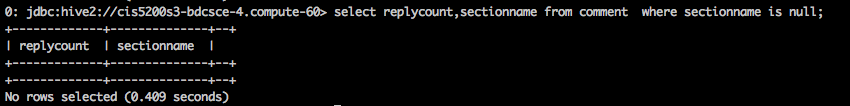 0: jdbc:hive2://cis5200s3-bdcsce-4.compute-60> select replycount,sectionname from comment  where sectionname is null;
+-------------+--------------+--+
| replycount  | sectionname  |
+-------------+--------------+--+
+-------------+--------------+--+
No rows selected (0.409 seconds)